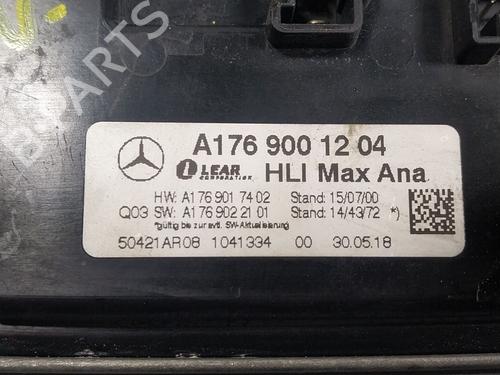 B-PARTS
A176 900 12 04
LEAR CORPORATION HLI Max Ana
HW: A 176 901 74 02 Stand: 15/07/00
Q03 SW: A 176 902 21 01 Stand: 14/43/72 *)
*gültig bis zur evtl. SW-Aktualisierung
50421AR08 1041334 00 30.05.18